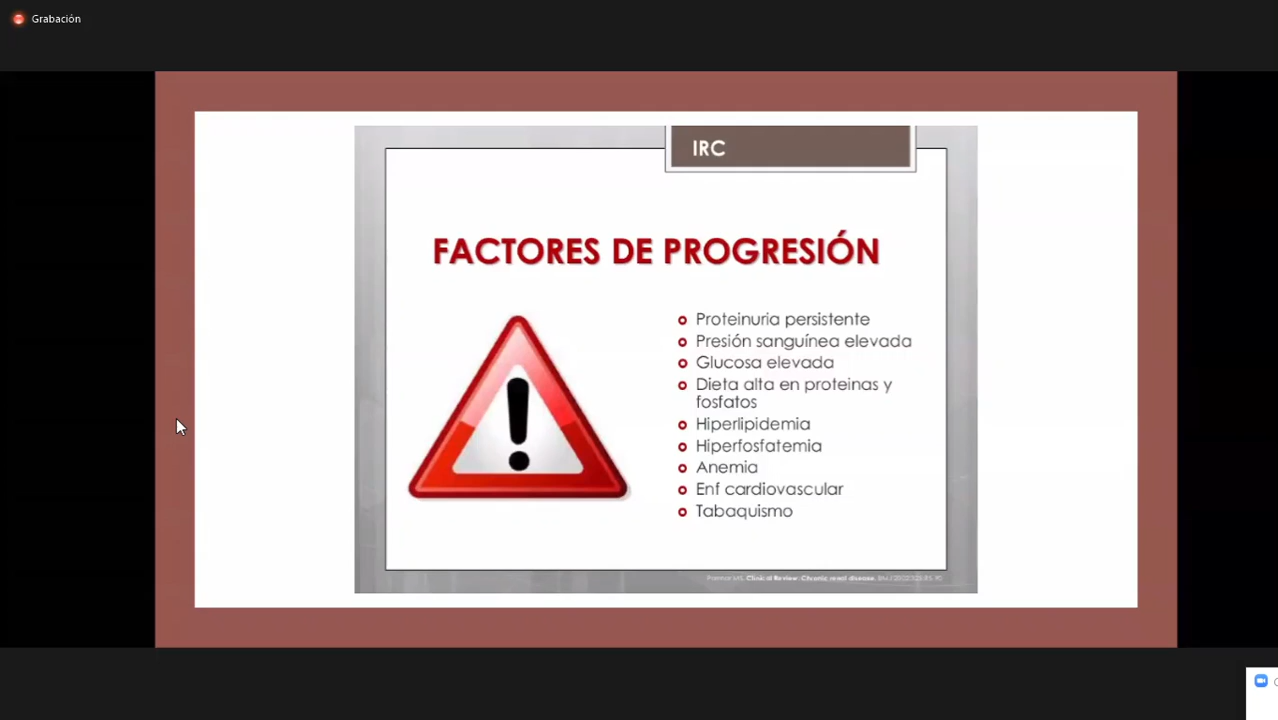 Grabación
IRC
FACTORES DE PROGRESIÓN
Proteinuria persistente
Presión sanguínea elevada
Glucosa elevada
Dieta alta en proteinas y
fosfatos
Hiperlipidemia
Hiperfosfatemia
Anemia
Enf cardiovascular
Tabaquismo
Clinical Review: Chronic renal disease.